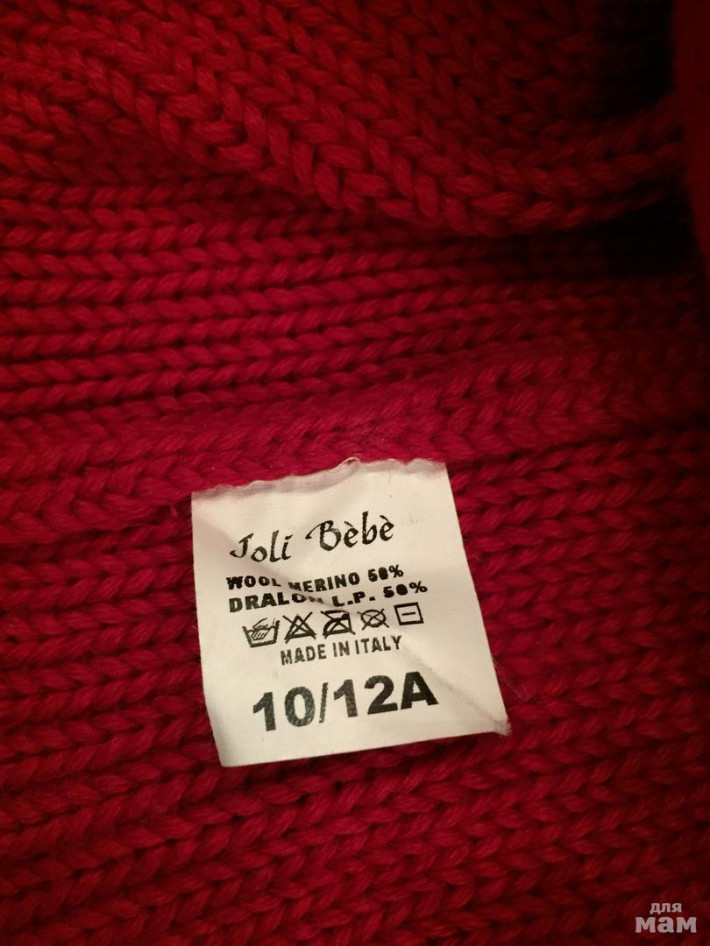 Joli Bèbè
WOOL MERINO 50%
DRALON L.P. 50%
MADE IN ITALY
10/12A
для
мам